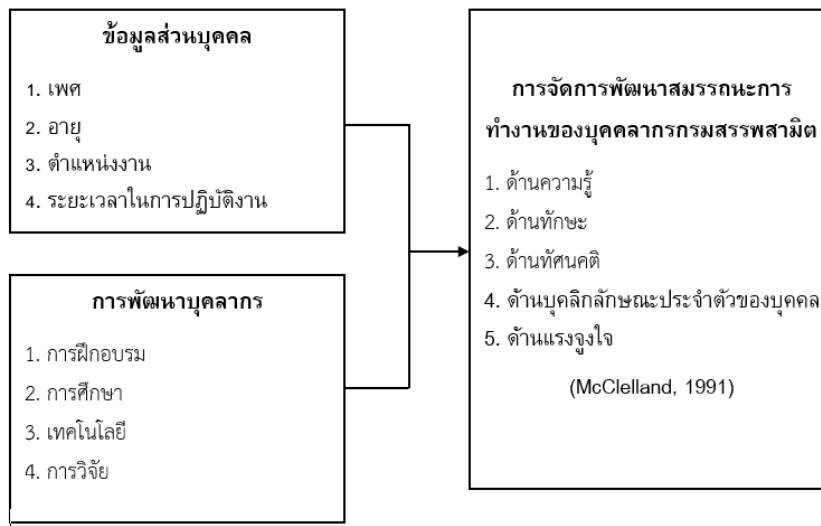 ข้อมูลส่วนบุคคล
1. เพศ
2. อายุ
3. ตำแหน่งงาน
4. ระยะเวลาในการปฏิบัติงาน
การพัฒนาบุคลากร
1. การฝึกอบรม
2. การศึกษา
3. เทคโนโลยี
4. การวิจัย
การจัดการพัฒนาสมรรถนะการ
ทำงานของบุคคลากรกรมสรรพสามิต
1. ด้านความรู้
2. ด้านทักษะ
3. ด้านทัศนคติ
4. ด้านบุคลิกลักษณะประจำตัวของบุคคล
5. ด้านแรงจูงใจ
(McClelland, 1991)